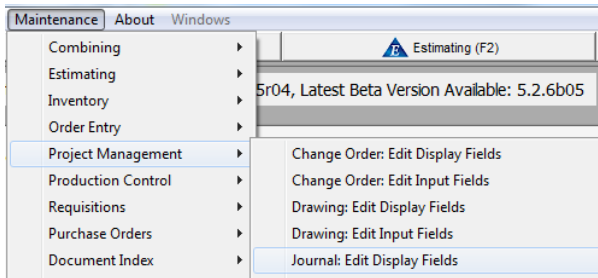 Maintenance About Windows
Combining
Estimating (F2)
Estimating
Inventory
5r04, Latest Beta Version Available: 5.2.6b05
Order Entry
Project Management
Change Order: Edit Display Fields
Production Control
Change Order: Edit Input Fields
Requisitions
Drawing: Edit Display Fields
Purchase Orders
Drawing: Edit Input Fields
Document Index
Journal: Edit Display Fields